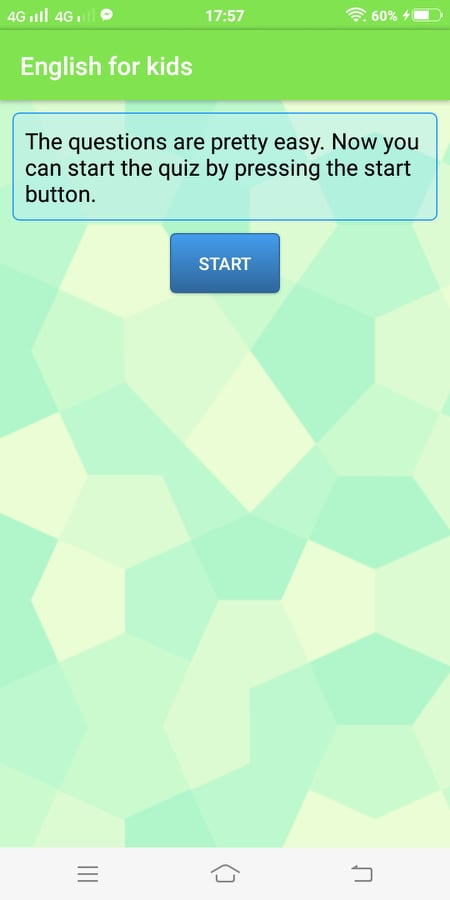 4G 4G 17:57 60%
English for kids
The questions are pretty easy. Now you
can start the quiz by pressing the start
button.
START